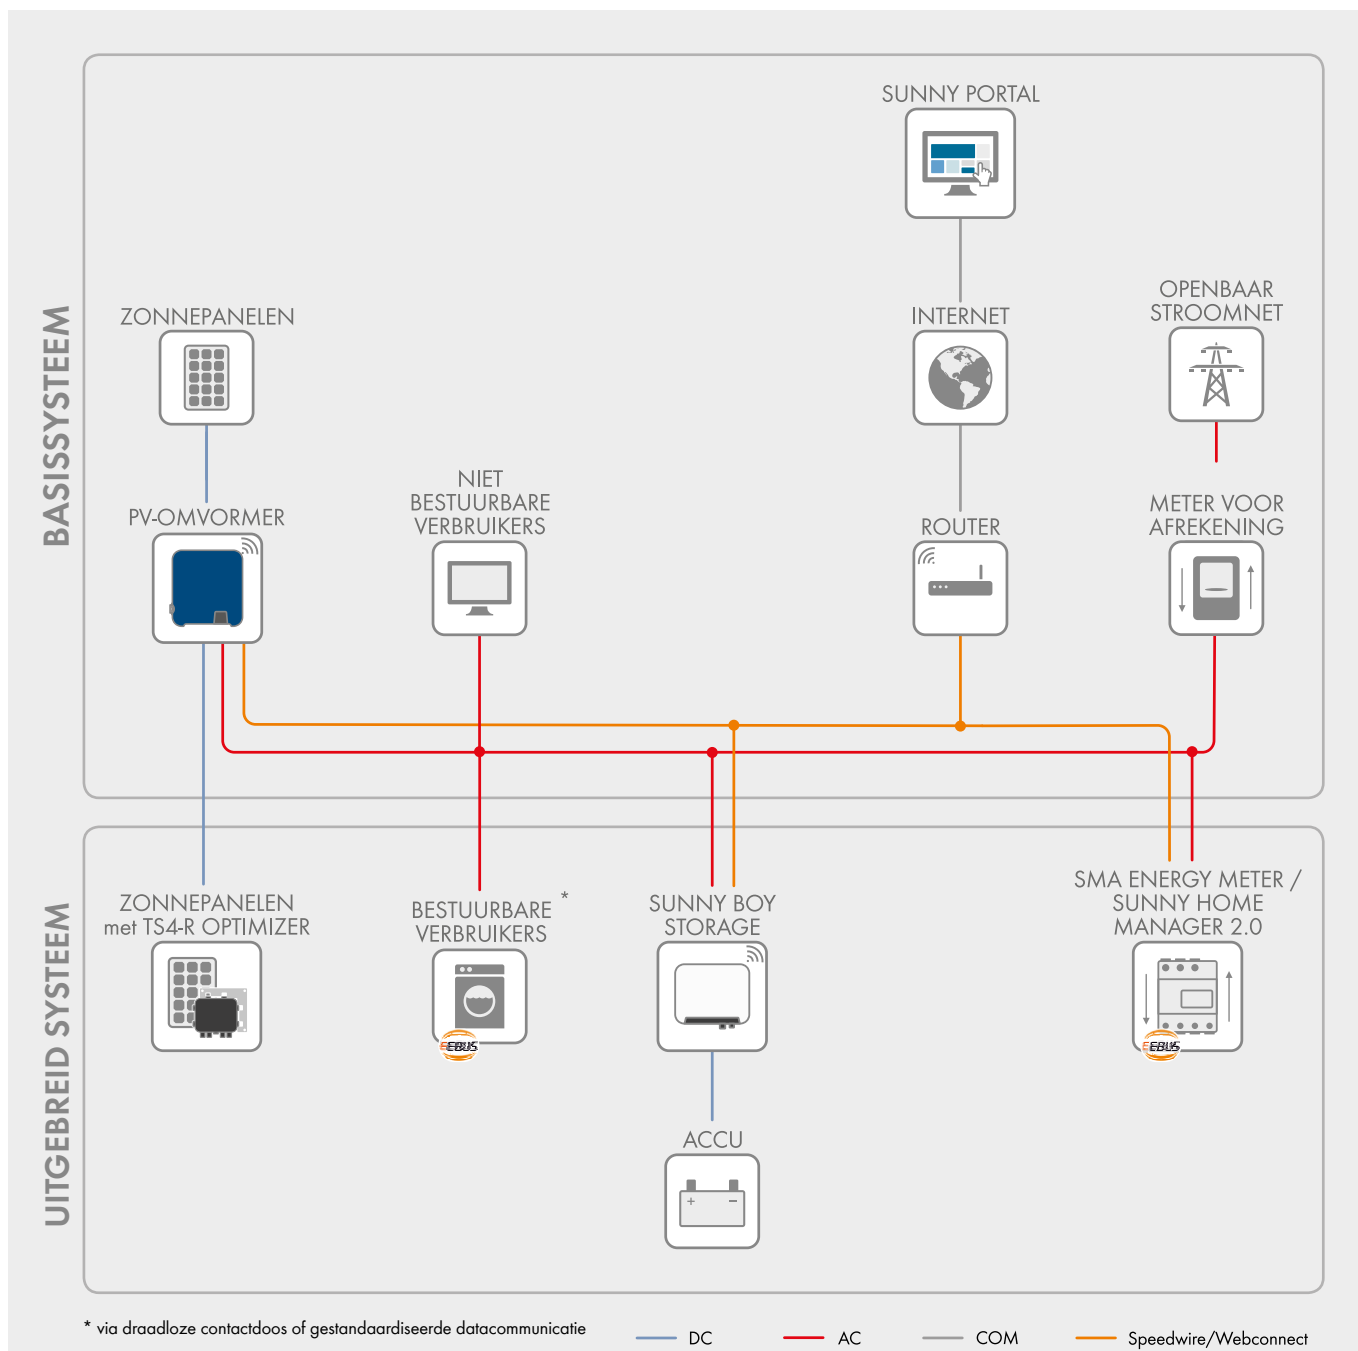 BASISSYSTEEM
SUNNY PORTAL
ZONNEPANELEN
INTERNET
OPENBAAR
STROOMNET
PV-OMVORMER
NIET
BESTUURBARE
VERBRUIKERS
ROUTER
METER VOOR
AFREKENING
UITGEBREID SYSTEEM
ZONNEPANELEN
met TS4-R OPTIMIZER
BESTUURBARE *
VERBRUIKERS
EEBUS
SUNNY BOY
STORAGE
SMA ENERGY METER /
SUNNY HOME
MANAGER 2.0
EEBUS
ACCU
+ −
* via draadloze contactdoos of gestandaardiseerde datacommunicatie
DC
AC
COM
Speedwire/Webconnect